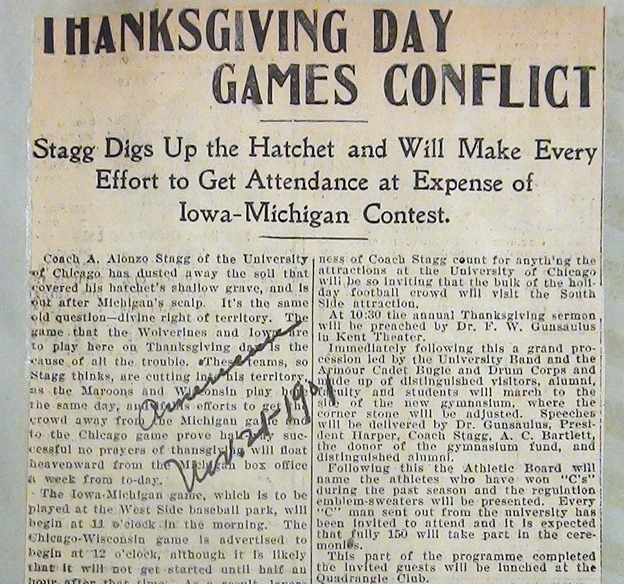 THANKSGIVING DAY
GAMES CONFLICT
Stagg Digs Up the Hatchet and Will Make Every
Effort to Get Attendance at Expense of
Iowa-Michigan Contest.
Coach A. Alonzo Stagg of the University
of Chicago has dusted away the soil that
covered his hatchet's shallow grave, and is
out after Michigan's scalp. It's the same
old question—divine right of territory. The
game that the Wolverines and Iowa are
to play here on Thanksgiving day is the
cause of all the trouble. These teams, so
Stagg thinks, are cutting into his territory,
as the Maroons and Wisconsin play on
the same day, and his efforts to get
crowd away from Michigan game
to the Chicago game prove suc-
cessful no prayers of thansgiving will float
heavenward from the Michigan box office
a week from to-day.
The Iowa-Michigan game, which is to be
played at the West Side baseball park, will
begin at 11 o'clock in the morning. The
Chicago-Wisconsin game is advertised to
begin at 12 o'clock, although it is likely
that it will not get started until half an
hour after that time. As a result, large
ness of Coach Stagg count for anything the
attractions at the University of Chicago
will be so inviting that the bulk of the holi-
day football crowd will visit the South
Side attraction.
At 10:30 the annual Thanksgiving sermon
will be preached by Dr. F. W. Gunsaulus
in Kent Theater.
Immediately following this a grand pro-
cession led by the University Band and the
Armour Cadet Bugle and Drum Corps and
made up of distinguished visitors, alumni,
faculty and students will march to the
of the new gymnasium, where the
corner stone will be adjusted. Speeches
will be delivered by Dr. Gunsaulus, Presi-
dent Harper, Coach Stagg, A. C. Bartlett,
the donor of the gymnasium fund, and
distinguished alumni.
Following this the Athletic Board will
name the athletes who have won "C's"
during the past season and the regulation
emblem-sweaters will be presented. Every
"C" man sent out from the university has
been invited to attend and it is expected
that fully 150 will take part in the cere-
monies.
This part of the programme completed
the invited guests will be lunched at the
Quadrangle Club.
American
Nov. 21-1901